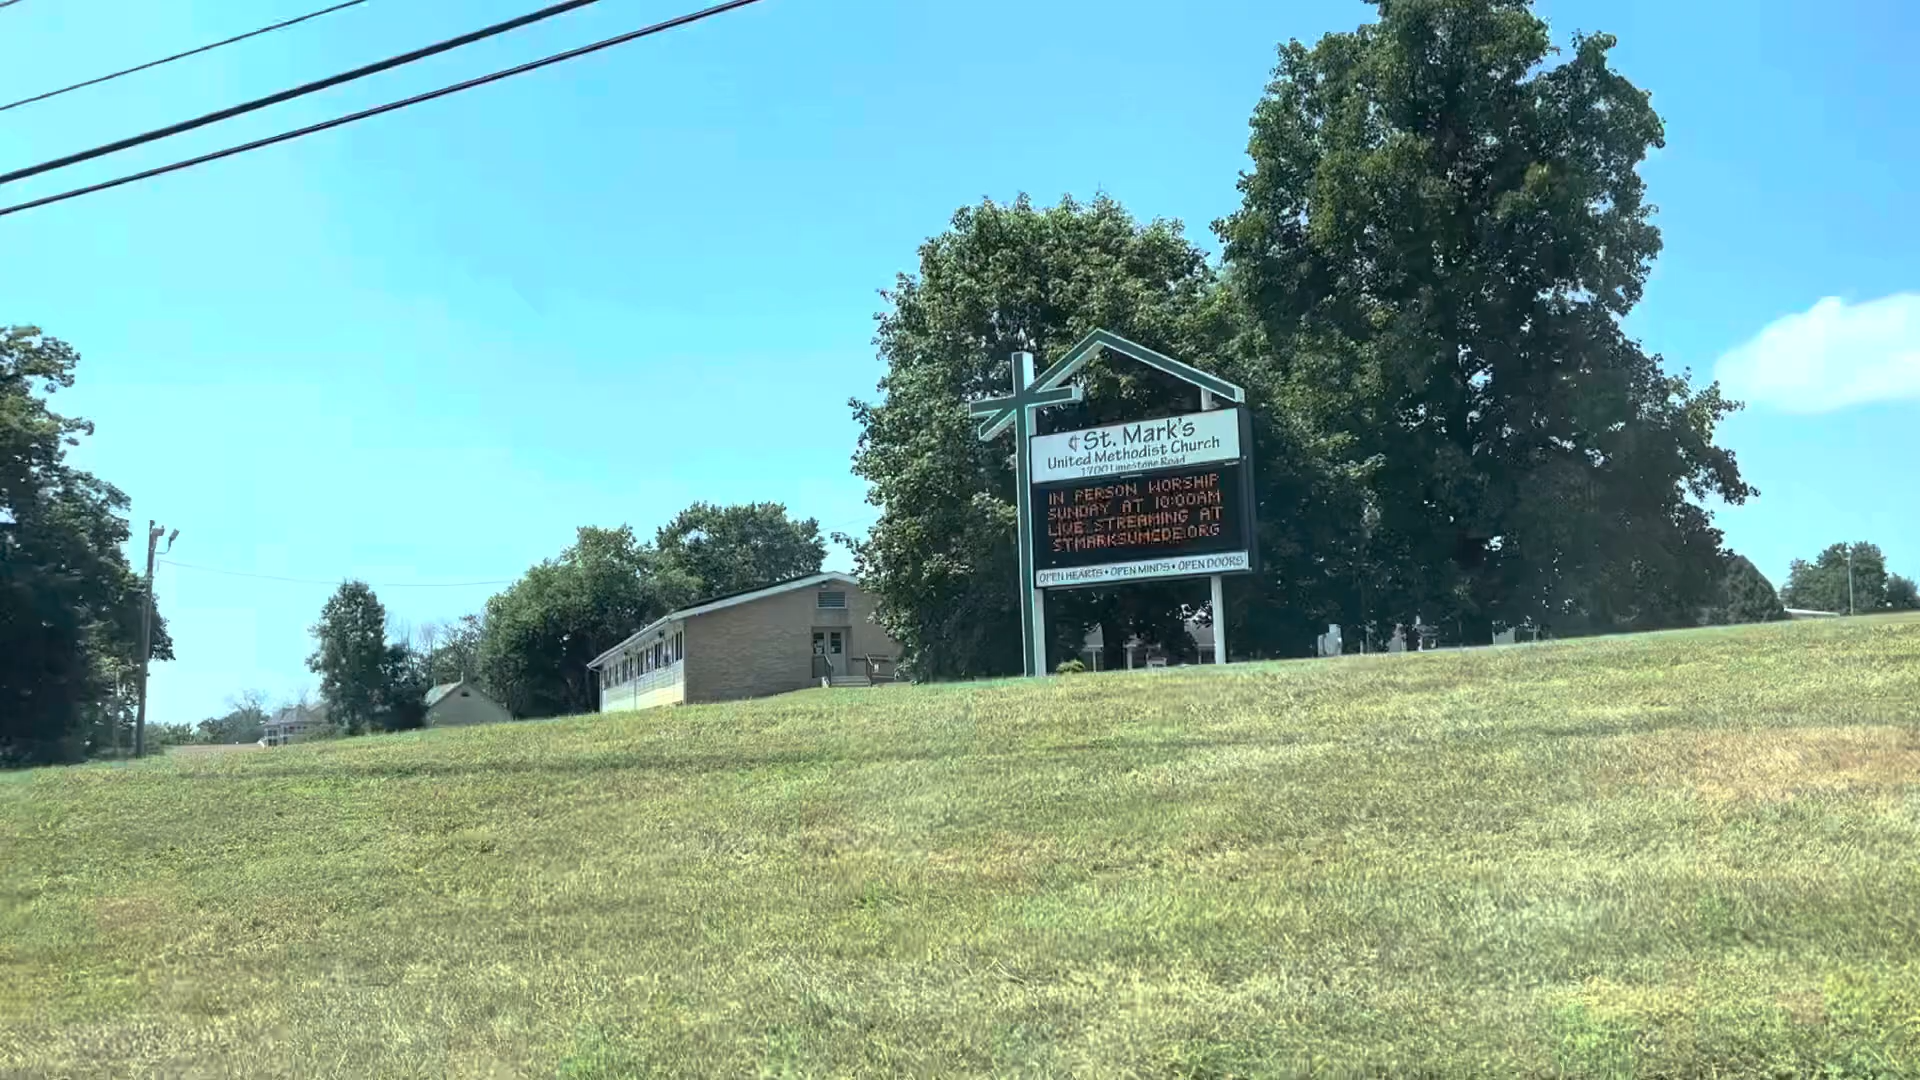 St. Mark's
United Methodist Church
1700 Limestone Road
IN PERSON WORSHIP
SUNDAY AT 10:00AM
LIVE STREAMING AT
STMARKSUMCDE.ORG
OPEN HEARTS • OPEN MINDS • OPEN DOORS